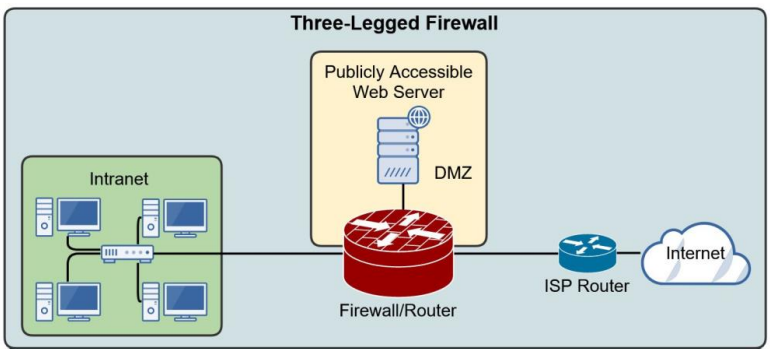 Three-Legged Firewall
Publicly Accessible
Web Server
DMZ
Intranet
Firewall/Router
ISP Router
Internet